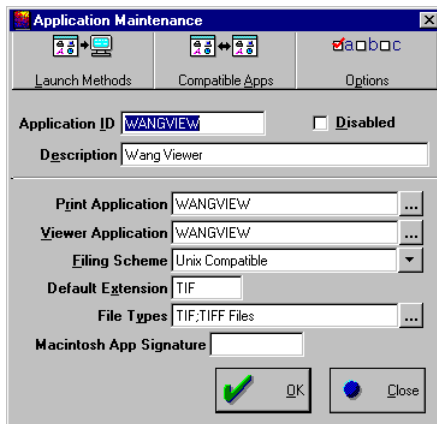 Application Maintenance
Launch Methods Compatible Apps Options
a b c
Application ID WANGVIEW Disabled
Description Wang Viewer
Print Application WANGVIEW ...
Viewer Application WANGVIEW ...
Filing Scheme Unix Compatible
Default Extension TIF
File Types TIF;TIFF Files ...
Macintosh App Signature
OK Close